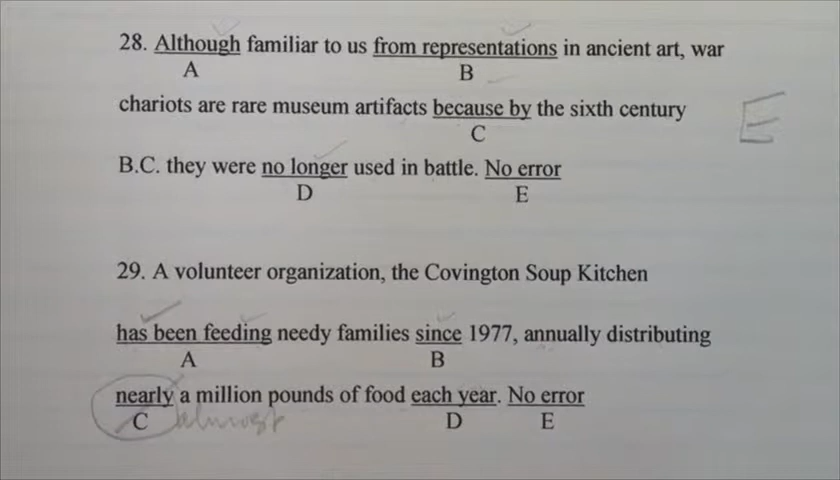 28. Although familiar to us from representations in ancient art, war
A B
chariots are rare museum artifacts because by the sixth century
C
E
B.C. they were no longer used in battle. No error
D E
29. A volunteer organization, the Covington Soup Kitchen
has been feeding needy families since 1977, annually distributing
A B
nearly a million pounds of food each year. No error
C almost D E